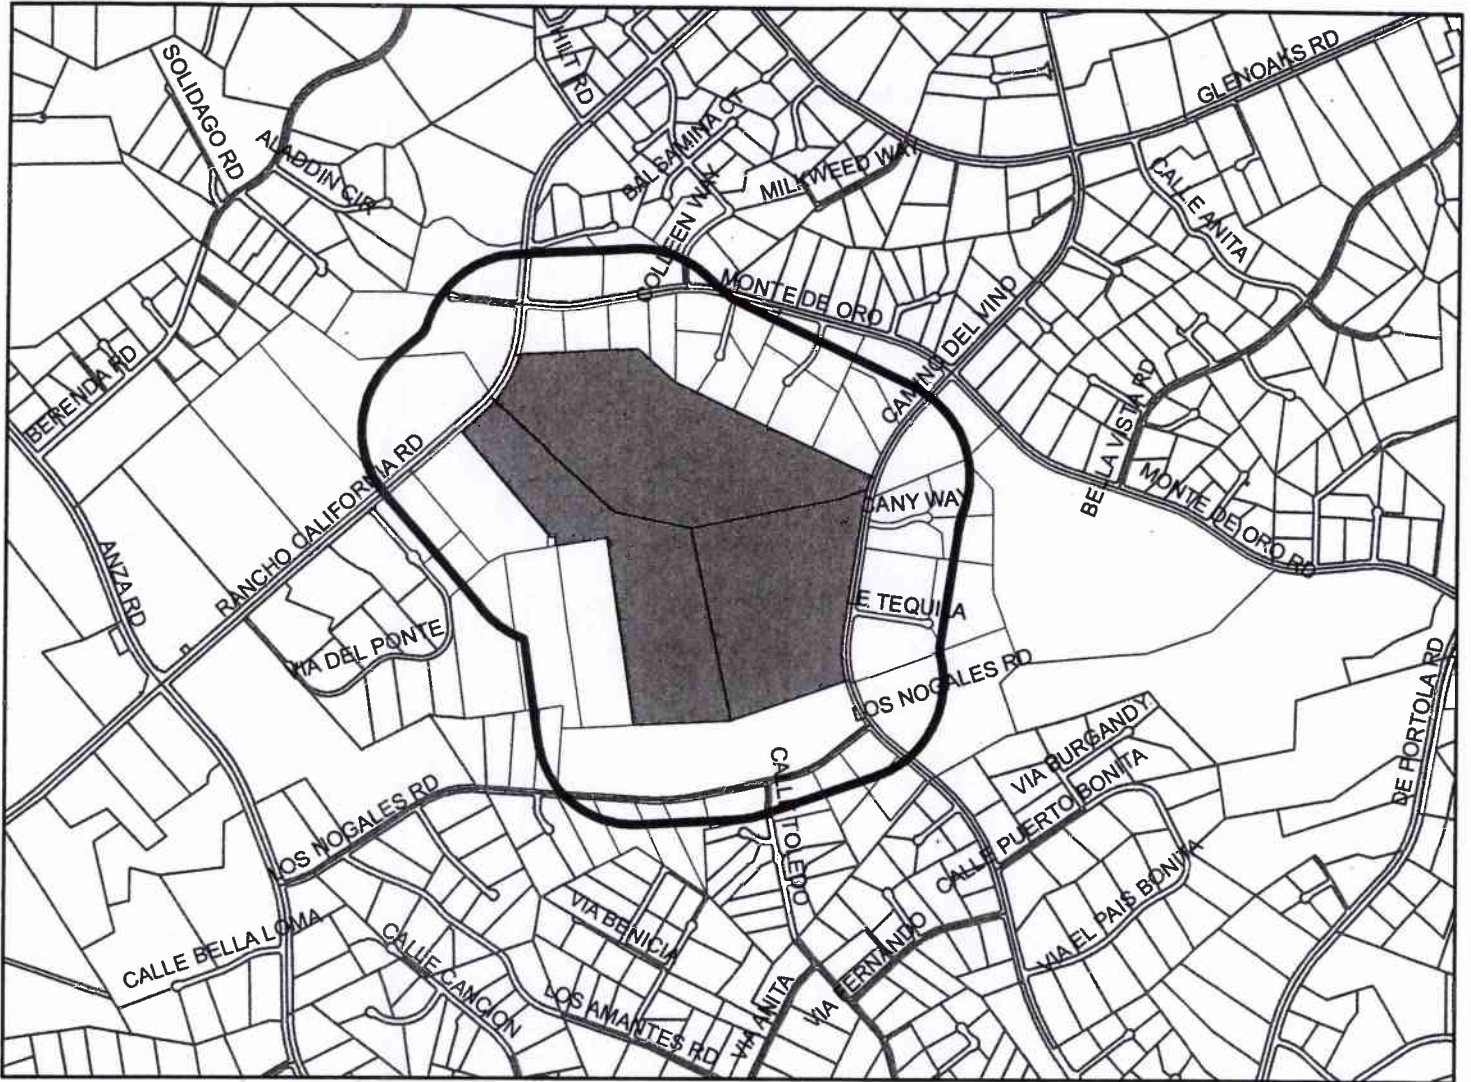 HILT RD
GLENOAKS RD
SOLIDAGO RD
BALSAMINA CT
ALADDIN CIR
MILKWEED WAY
CALLE ANITA
COLLEEN WAY
MONTE DE ORO
CAMINO DEL VINO
BERENDA RD
BELLA VISTA RD
RANCHO CALIFORNIA RD
CANY WAY
MONTE DE ORO RD
ANZA RD
E TEQUILA
VIA DEL PONTE
LOS NOGALES RD
DE PORTOLA RD
VIA BURGANDY
CALLE TOLEDO
CALLE PUERTO BONITA
LOS NOGALES RD
VIA EL PAIS BONITA
VIA BENICIA
CALLE BELLA LOMA
CALLE CANCION
VIA FERNANDO
LOS AMANTES RD
VIA ANITA